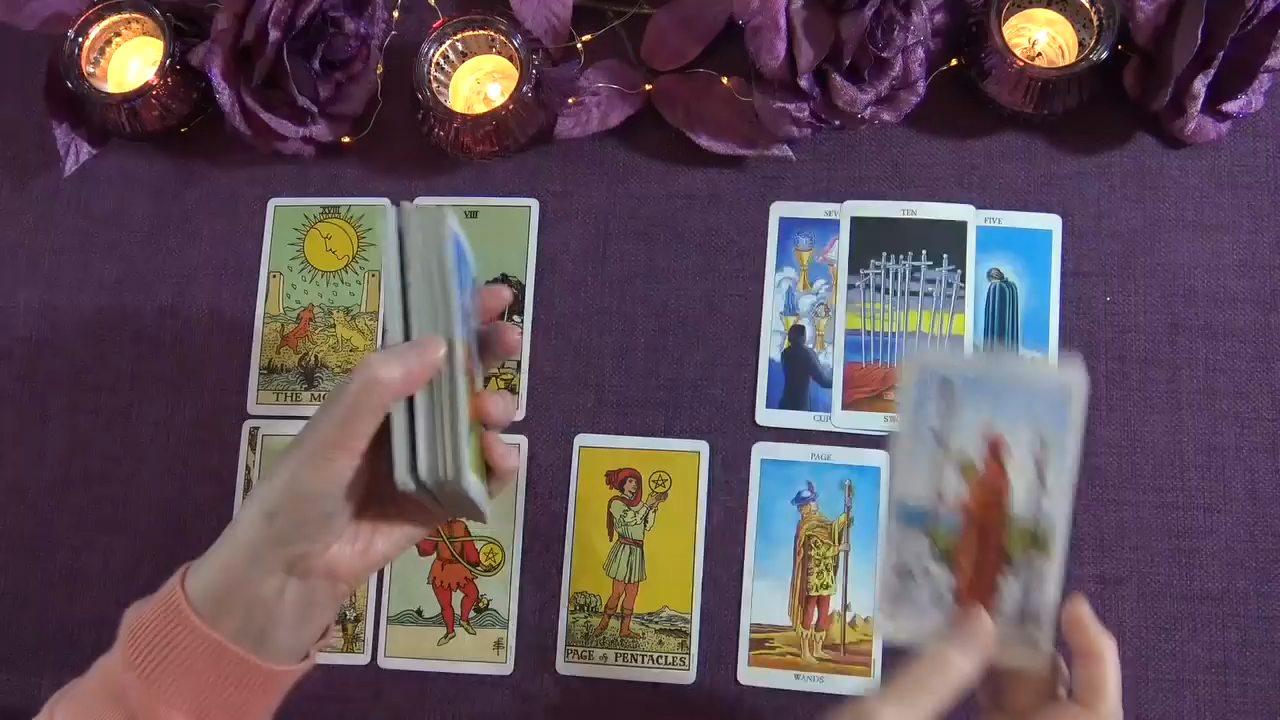 XVIII
VIII
SEV
TEN
FIVE
THE MO
CUP
SW
PAGE
WANDS
PAGE of PENTACLES.